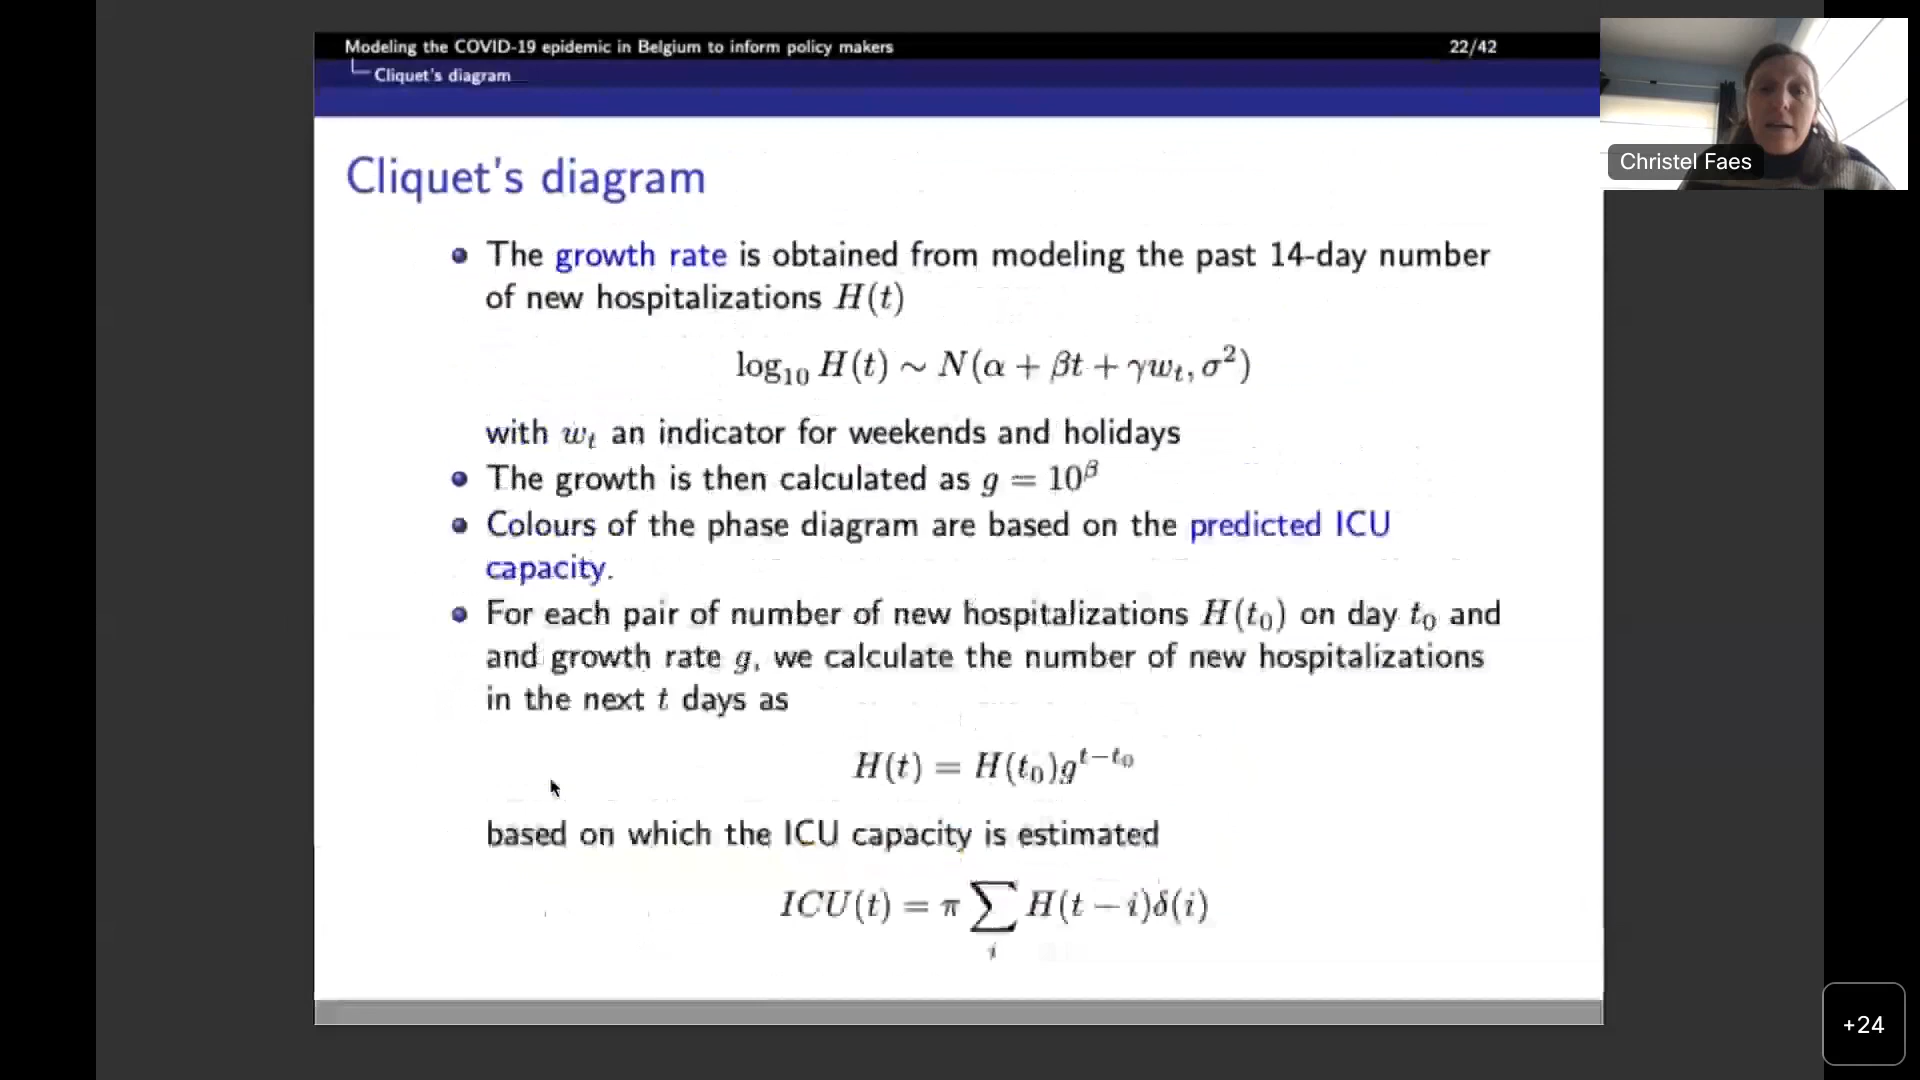 Modeling the COVID-19 epidemic in Belgium to inform policy makers 22/42
Cliquet's diagram
Christel Faes
Cliquet's diagram
The growth rate is obtained from modeling the past 14-day number
of new hospitalizations H(t)
log₁₀ H(t) ∼ N(α + βt + γwₜ, σ²)
with wₜ an indicator for weekends and holidays
The growth is then calculated as g = 10^β
Colours of the phase diagram are based on the predicted ICU
capacity.
For each pair of number of new hospitalizations H(t₀) on day t₀ and
and growth rate g, we calculate the number of new hospitalizations
in the next t days as
H(t) = H(t₀)g^{t−t₀}
based on which the ICU capacity is estimated
ICU(t) = π ∑_i H(t − i)δ(i)
+24